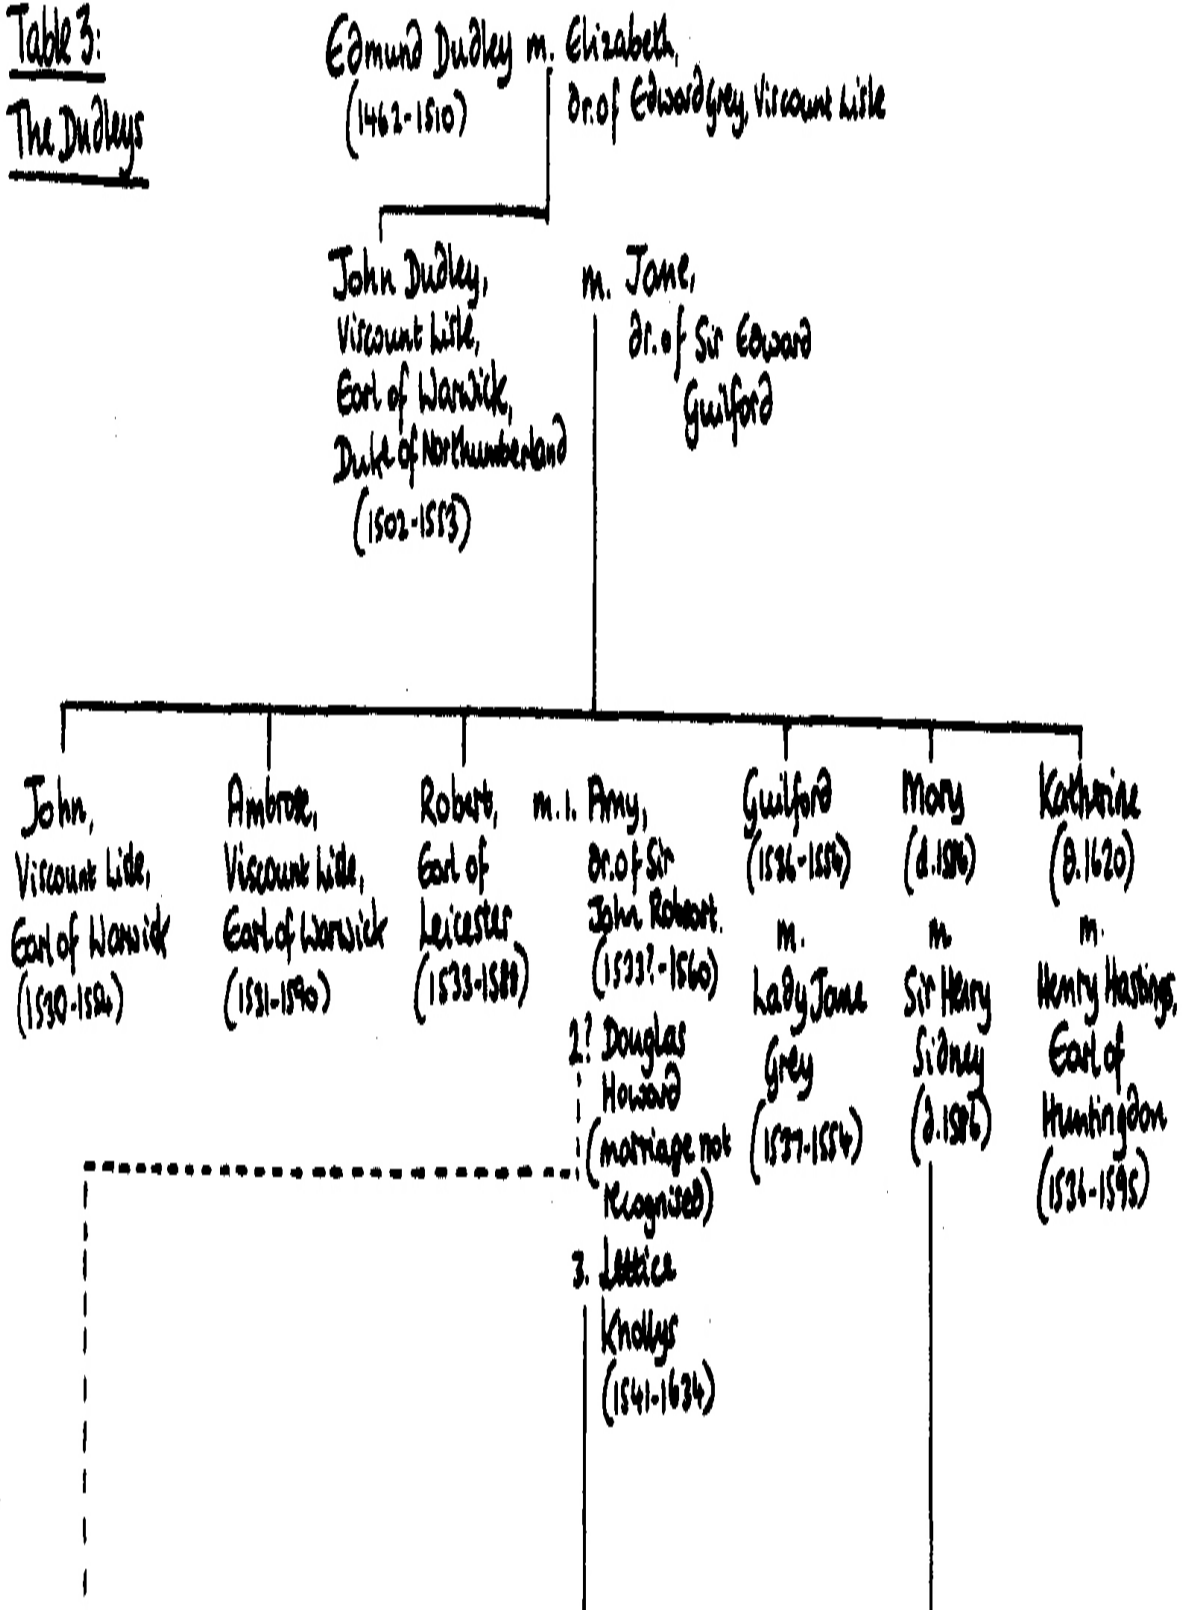 Table 3:
The Dudleys
Edmund Dudley m. Elizabeth,
(1462-1510)
dr. of Edward Grey, Viscount Lisle
John Dudley,
Viscount Lisle,
Earl of Warwick,
Duke of Northumberland
(1502-1553)
m. Jane,
dr. of Sir Edward
Guilford
John,
Viscount Lisle,
Earl of Warwick
(1530-1554)
Ambrose,
Viscount Lisle,
Earl of Warwick
(1531-1590)
Robert,
Earl of
Leicester
(1533-1588)
m. 1. Amy,
dr. of Sir
John Robsart.
(1533?-1560)
2? Douglas
Howard
(marriage not
recognised)
3. Lettice
Knollys
(1541-1634)
Guilford
(1536-1554)
m.
Lady Jane
Grey
(1537-1554)
Mary
(d.1586)
m
Sir Henry
Sidney
(d.1586)
Katherine
(d.1620)
m.
Henry Hastings,
Earl of
Huntingdon
(1536-1595)